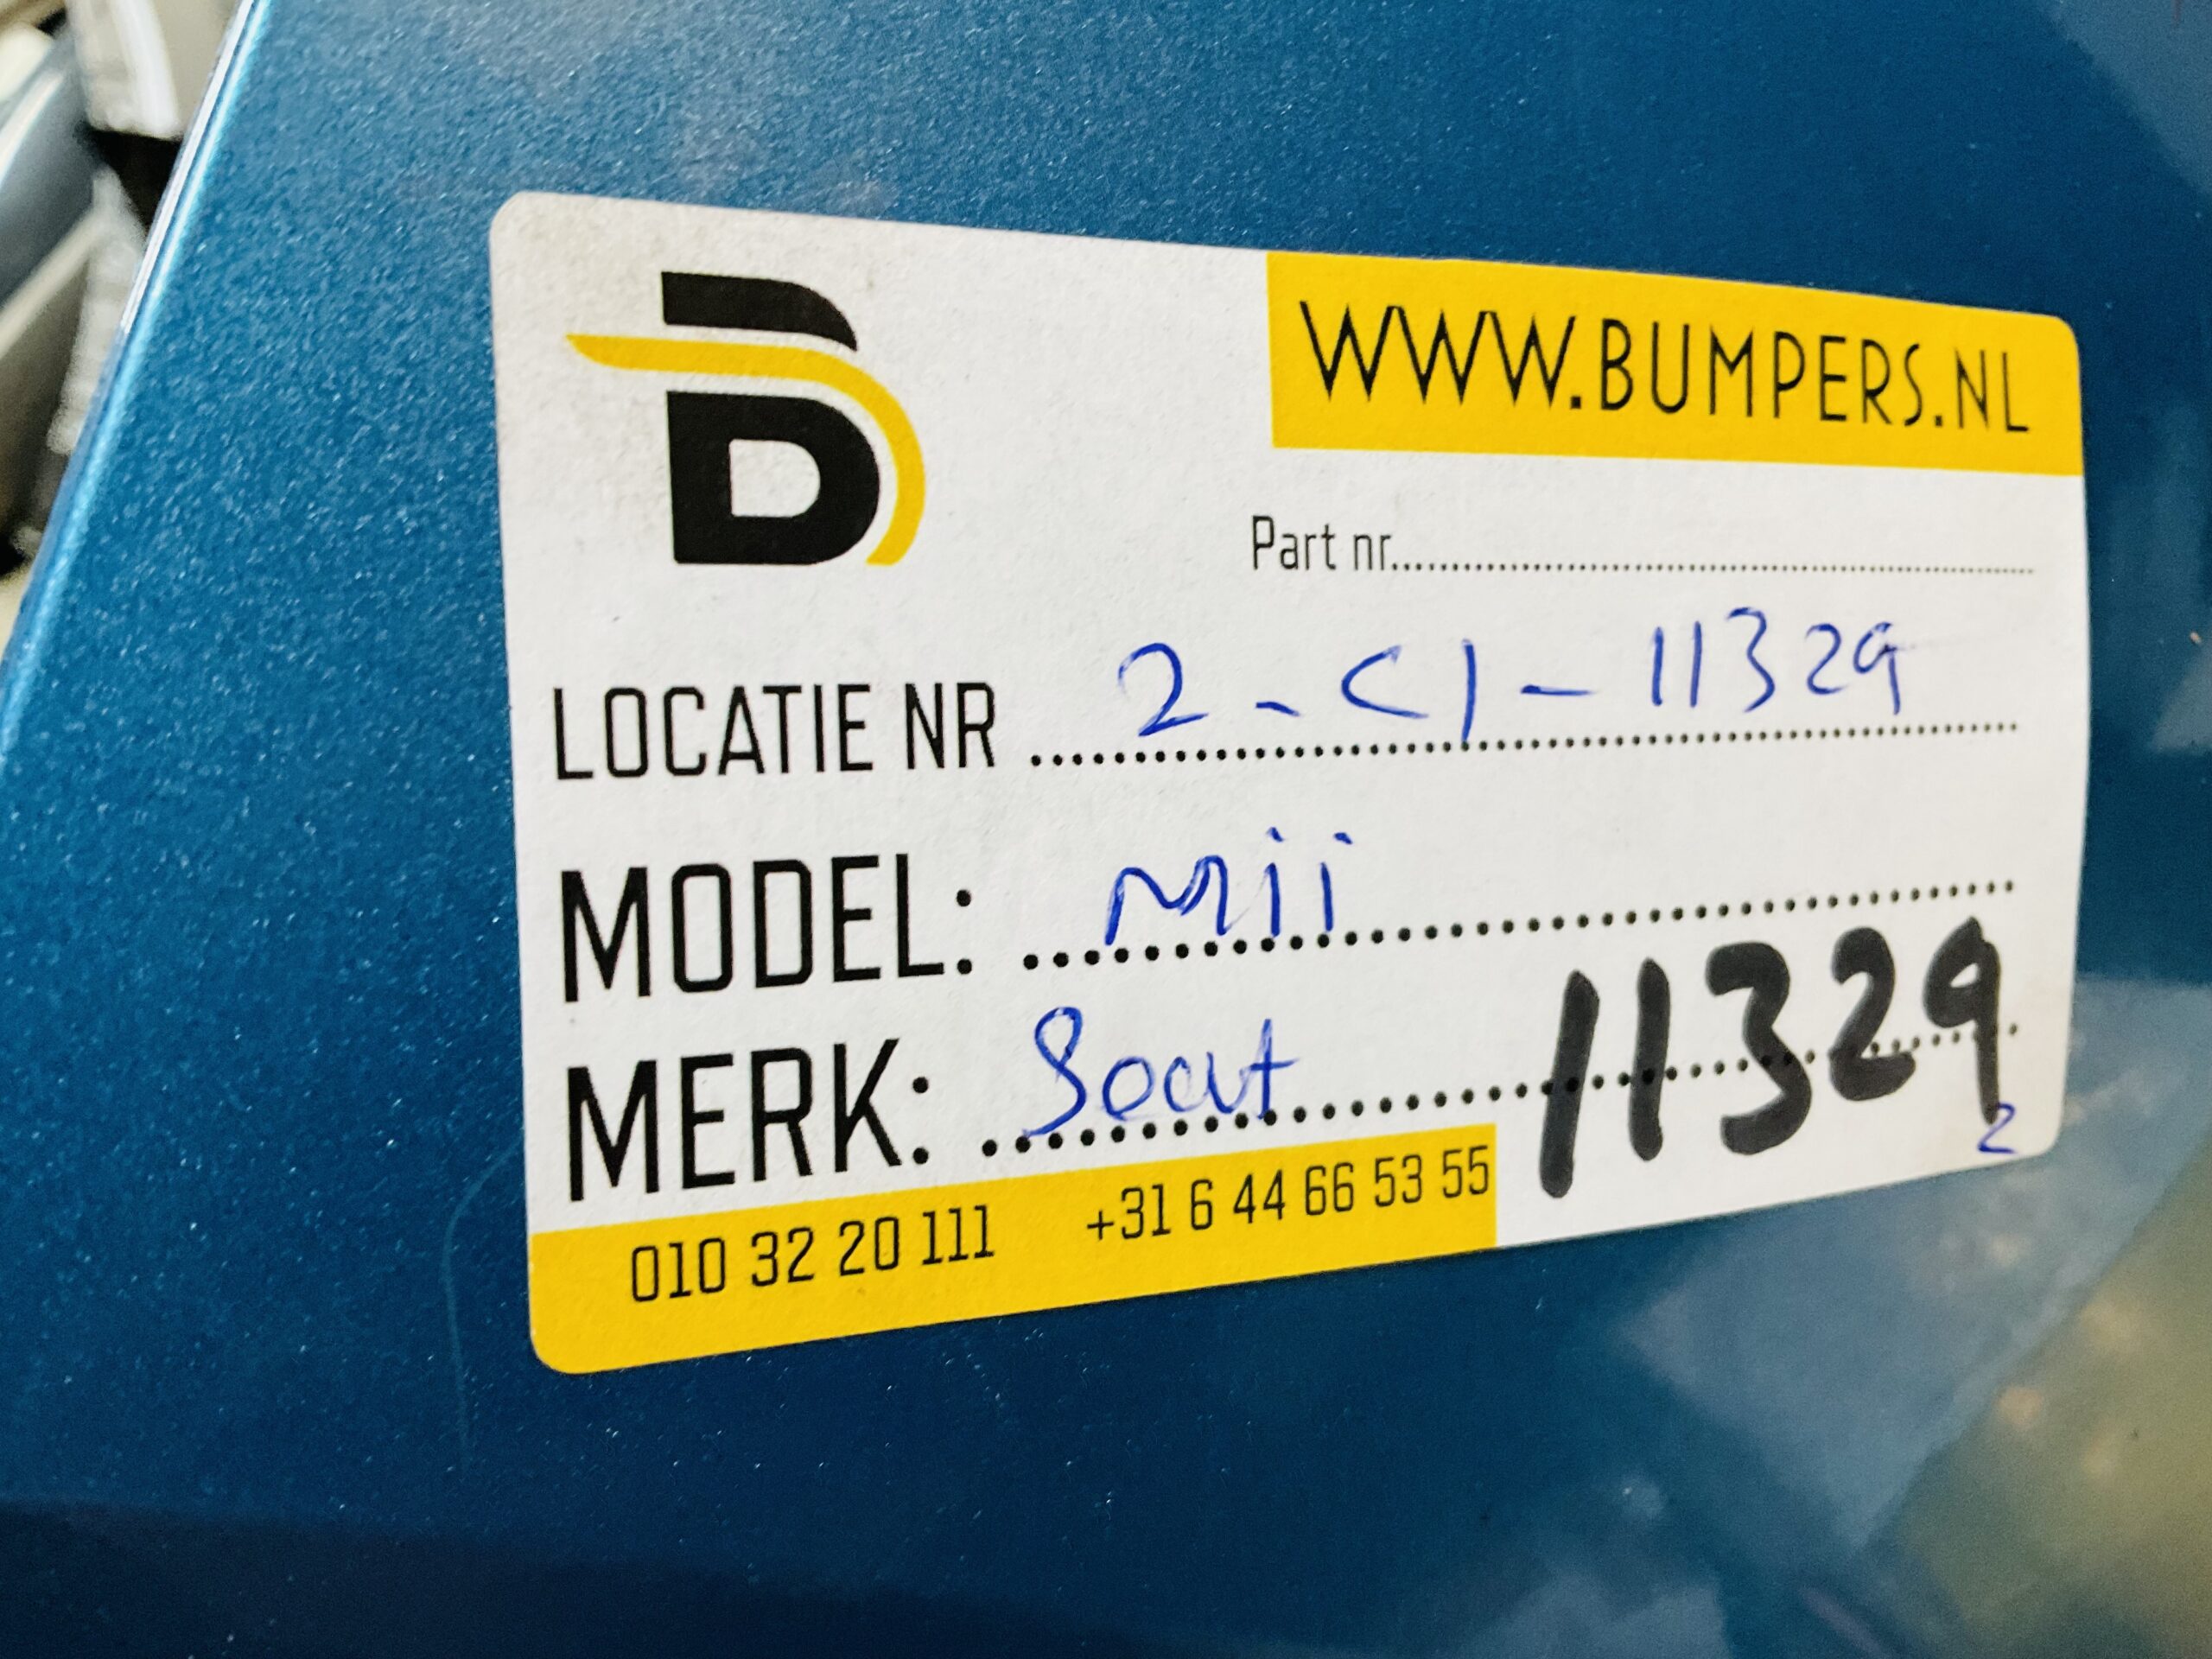 B
WWW.BUMPERS.NL
Part nr..........
LOCATIE NR 2-C1-11329
MODEL: Mii
MERK: Seat
11329
2
010 32 20 111 +31 6 44 66 53 55